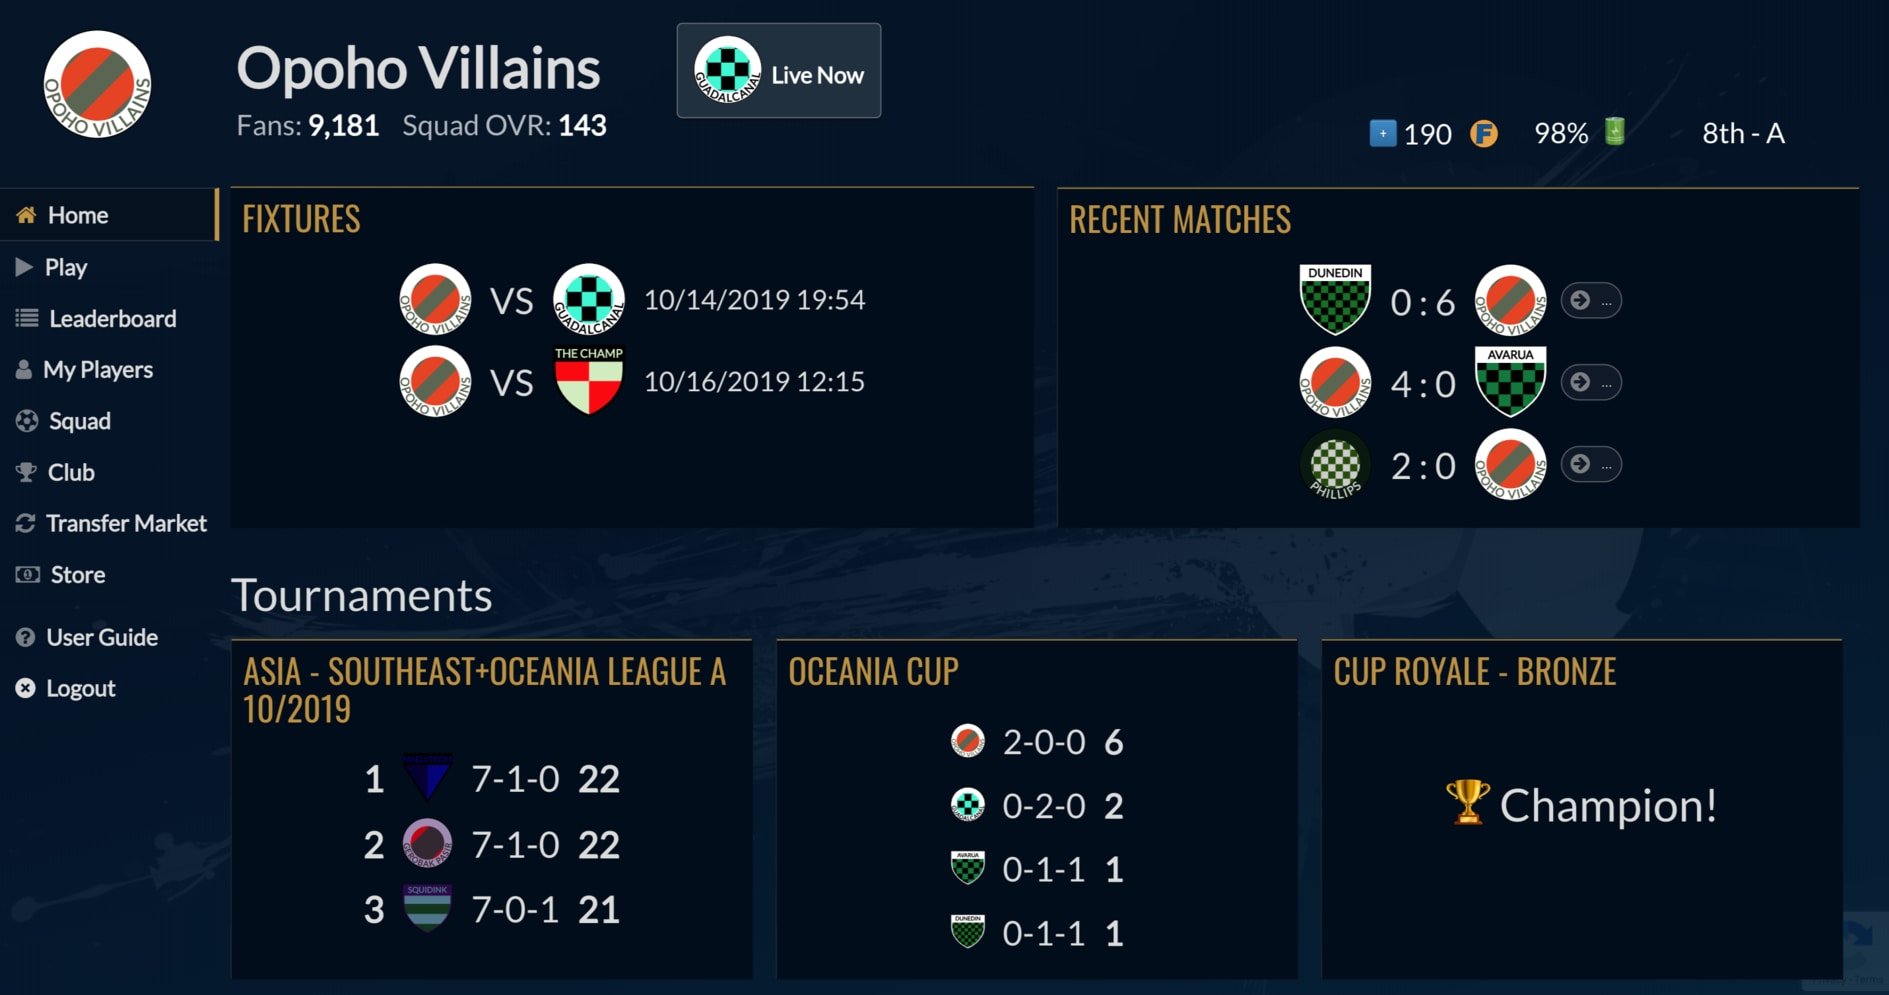 OPOHO VILLAINS
Opoho Villains
Fans: 9,181 Squad OVR: 143
GUADALCANAL
Live Now
190 F 98% 8th - A
Home
Play
Leaderboard
My Players
Squad
Club
Transfer Market
Store
User Guide
Logout
FIXTURES
OPOHO VILLAINS VS GUADALCANAL 10/14/2019 19:54
OPOHO VILLAINS VS THE CHAMP 10/16/2019 12:15
RECENT MATCHES
DUNEDIN 0 : 6 OPOHO VILLAINS ...
OPOHO VILLAINS 4 : 0 AVARUA ...
PHILLIPS 2 : 0 OPOHO VILLAINS ...
Tournaments
ASIA - SOUTHEAST+OCEANIA LEAGUE A
10/2019
1 7-1-0 22
2 GEROBAK PASIR 7-1-0 22
3 SQUIDINK 7-0-1 21
OCEANIA CUP
OPOHO VILLAINS 2-0-0 6
GUADALCANAL 0-2-0 2
AVARUA 0-1-1 1
DUNEDIN 0-1-1 1
CUP ROYALE - BRONZE
Champion!
Privacy - Terms